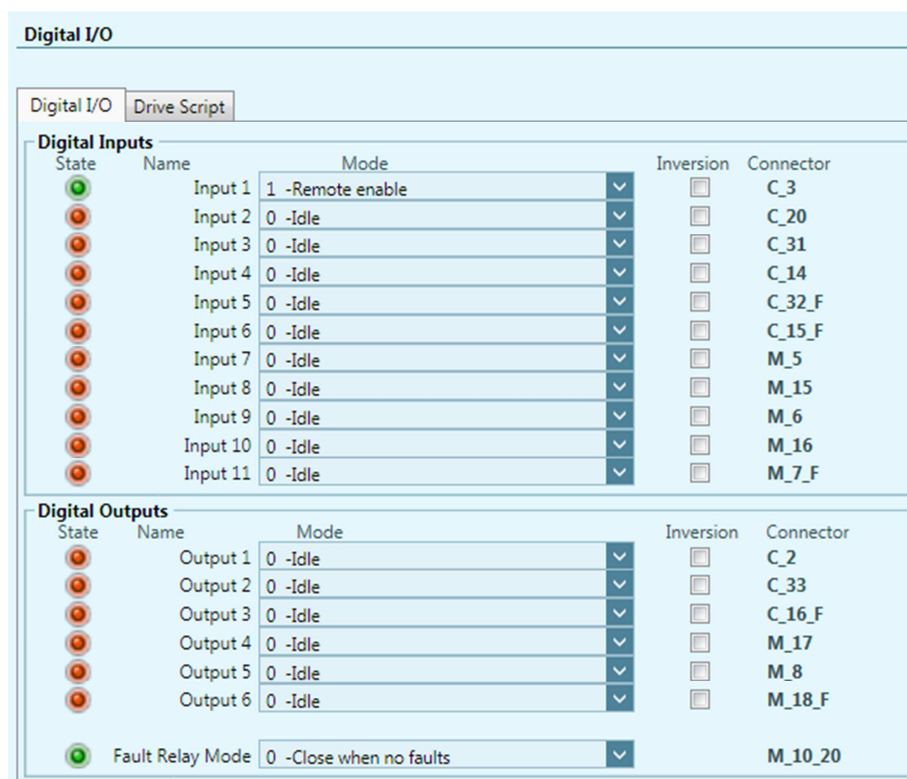 Digital I/O
Digital I/O Drive Script
Digital Inputs
State Name Mode Inversion Connector
Input 1 1 -Remote enable C_3
Input 2 0 -Idle C_20
Input 3 0 -Idle C_31
Input 4 0 -Idle C_14
Input 5 0 -Idle C_32_F
Input 6 0 -Idle C_15_F
Input 7 0 -Idle M_5
Input 8 0 -Idle M_15
Input 9 0 -Idle M_6
Input 10 0 -Idle M_16
Input 11 0 -Idle M_7_F
Digital Outputs
State Name Mode Inversion Connector
Output 1 0 -Idle C_2
Output 2 0 -Idle C_33
Output 3 0 -Idle C_16_F
Output 4 0 -Idle M_17
Output 5 0 -Idle M_8
Output 6 0 -Idle M_18_F
Fault Relay Mode 0 -Close when no faults M_10_20